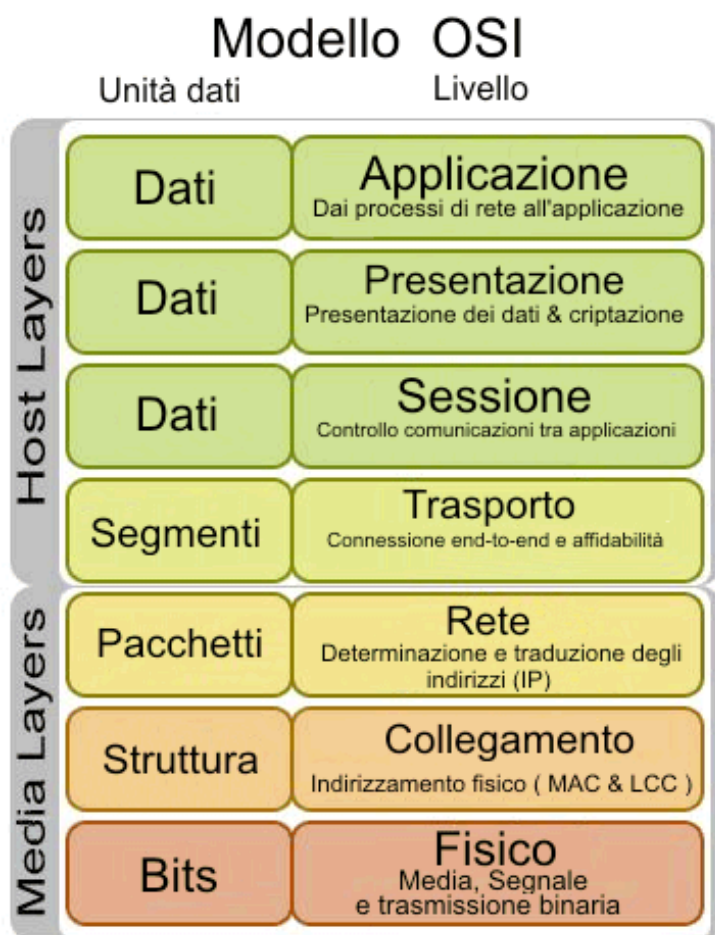 Modello OSI
Unità dati Livello
Host Layers
Dati Applicazione
Dai processi di rete all'applicazione
Dati Presentazione
Presentazione dei dati & criptazione
Dati Sessione
Controllo comunicazioni tra applicazioni
Segmenti Trasporto
Connessione end-to-end e affidabilità
Media Layers
Pacchetti Rete
Determinazione e traduzione degli
indirizzi (IP)
Struttura Collegamento
Indirizzamento fisico ( MAC & LCC )
Bits Fisico
Media, Segnale
e trasmissione binaria